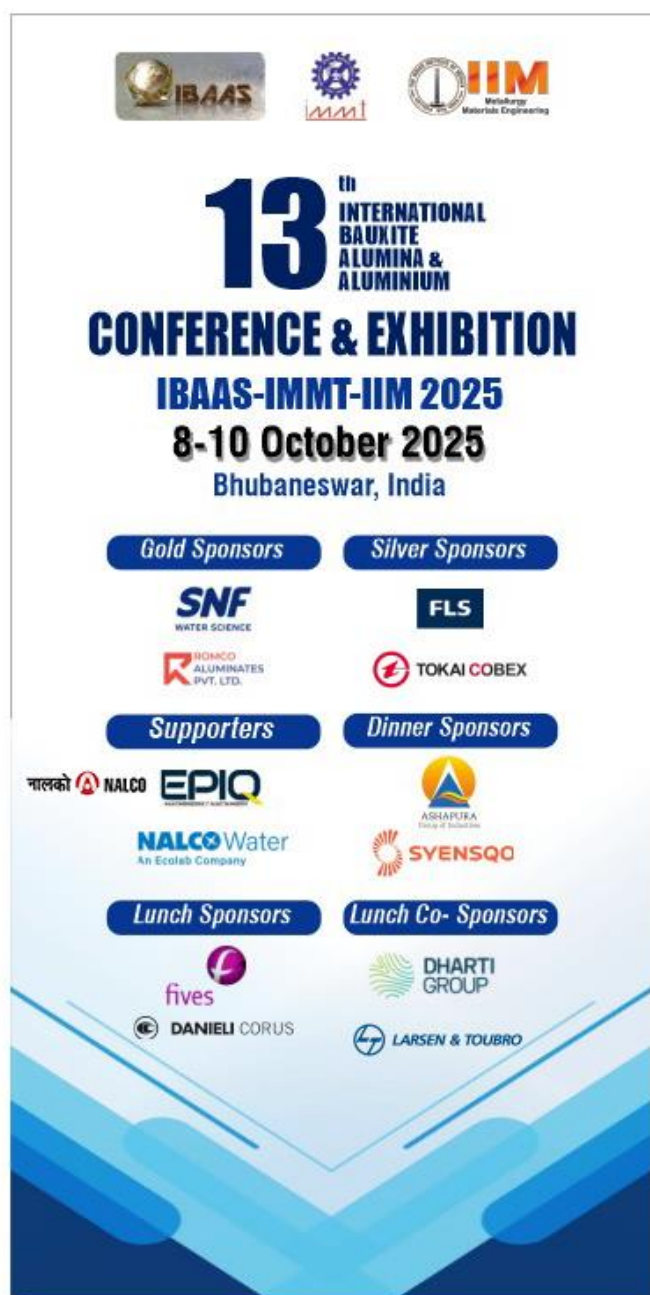 IBAAS
immt
IIM
Metallurgy
Materials Engineering
13th
INTERNATIONAL
BAUXITE
ALUMINA &
ALUMINIUM
CONFERENCE & EXHIBITION
IBAAS-IMMT-IIM 2025
8-10 October 2025
Bhubaneswar, India
Gold Sponsors
Silver Sponsors
SNF
WATER SCIENCE
FLS
ROMCO
ALUMINATES
PVT. LTD.
TOKAI COBEX
Supporters
Dinner Sponsors
नालको NALCO
EPIQ
ASHAPURA
Group of Industries
NALCO Water
An Ecolab Company
SYENSQO
Lunch Sponsors
Lunch Co- Sponsors
fives
DHARTI
GROUP
DANIELI CORUS
LARSEN & TOUBRO